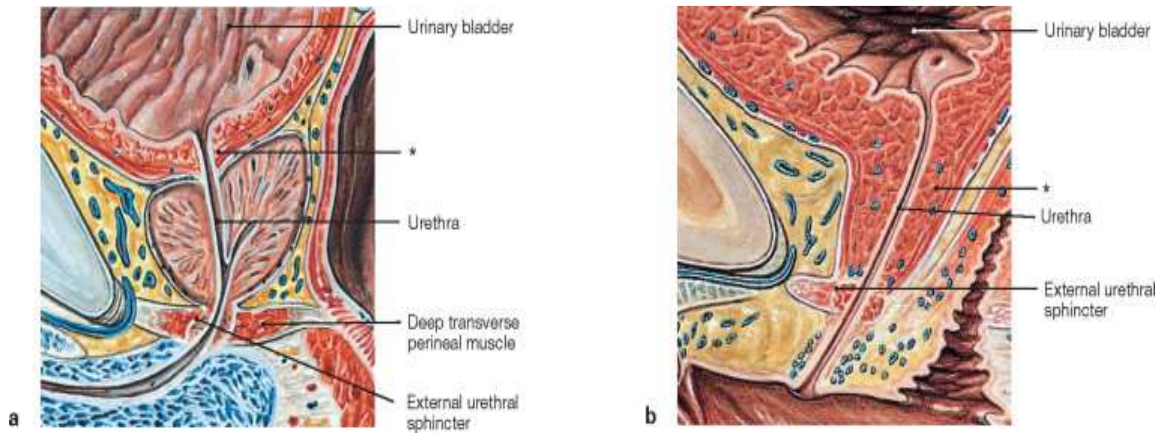 Urinary bladder
*
Urethra
Deep transverse
perineal muscle
External urethral
sphincter
a
Urinary bladder
*
Urethra
External urethral
sphincter
b